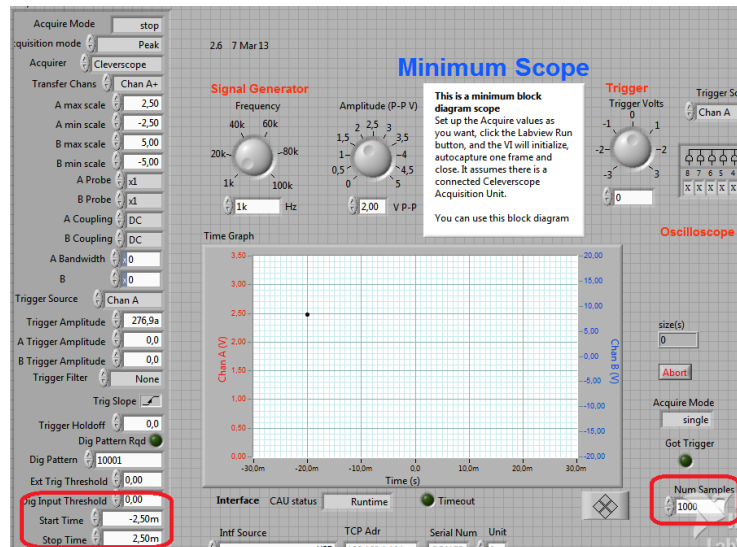 Acquire Mode stop
cquisition mode Peak
Acquirer Cleverscope
Transfer Chans Chan A+
A max scale 2,50
A min scale -2,50
B max scale 5,00
B min scale -5,00
A Probe x1
B Probe x1
A Coupling DC
B Coupling DC
A Bandwidth x 0
B x 0
Trigger Source Chan A
Trigger Amplitude 276,9a
A Trigger Amplitude 0,0
B Trigger Amplitude 0,0
Trigger Filter None
Trig Slope
Trigger Holdoff 0,0
Dig Pattern Rqd
Dig Pattern 10001
Ext Trig Threshold 0,00
Dig Input Threshold 0,00
Start Time -2,50m
Stop Time 2,50m
2.6 7 Mar 13
Minimum Scope
Signal Generator
Frequency
40k 60k
20k 80k
1k 100k
1k Hz
Amplitude (P-P V)
2 2,5 3
1,5 3,5
1 4
0,5 4,5
0 5
2,00 V P-P
This is a minimum block
diagram scope
Set up the Acquire values as
you want, click the Labview Run
button, and the VI will initialize,
autocapture one frame and
close. It assumes there is a
connected Celeverscope
Acquisition Unit.
You can use this block diagram
Trigger
Trigger Volts
0
-1 1
-2 2
-3 3
0
Trigger So
Chan A
8 7 6 5 4
X X X X X
Oscilloscope
Time Graph
3,50
3,00
2,50
2,00
1,50
1,00
0,50
0,00
Chan A (V)
-30,0m -20,0m -10,0m 0,0 10,0m 20,0m 30,0m
Time (s)
20,00
15,00
10,00
5,00
0,00
-5,00
-10,00
-15,00
-20,00
Chan B (V)
size(s)
0
Abort
Acquire Mode
single
Got Trigger
Num Samples
1000
Interface CAU status Runtime Timeout
Intf Source TCP Adr Serial Num Unit